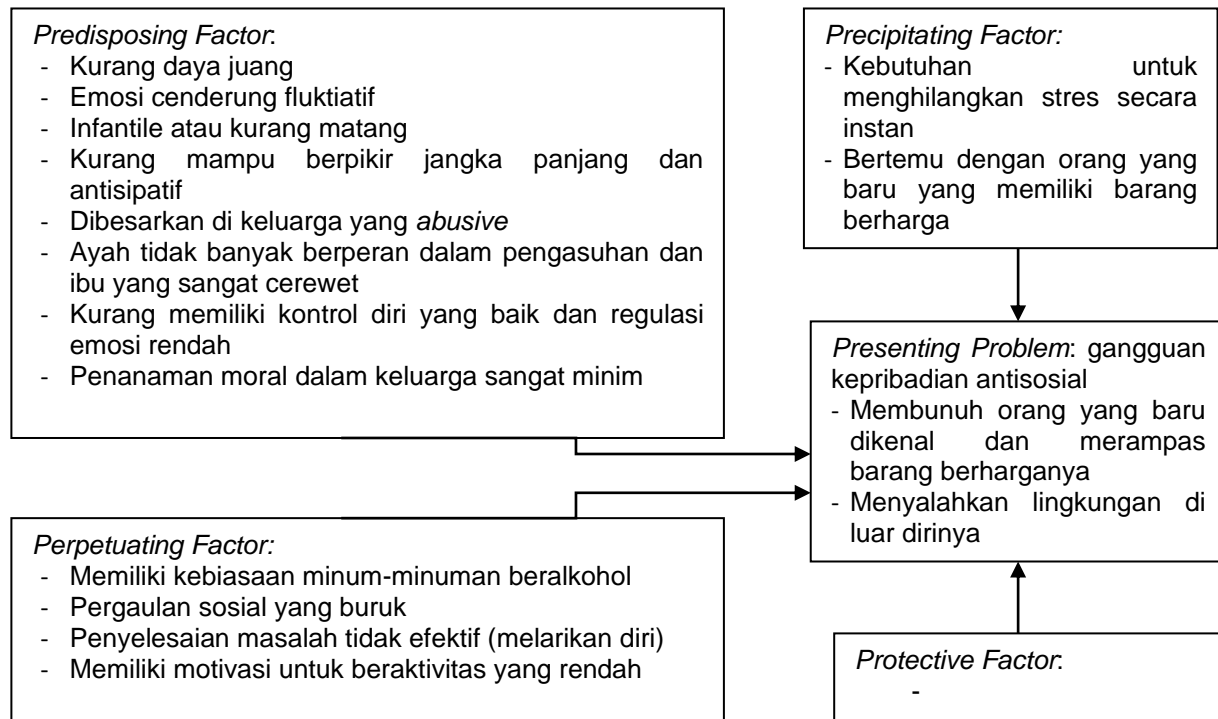 Predisposing Factor:
- Kurang daya juang
- Emosi cenderung fluktiatif
- Infantile atau kurang matang
- Kurang mampu berpikir jangka panjang dan
antisipatif
- Dibesarkan di keluarga yang abusive
- Ayah tidak banyak berperan dalam pengasuhan dan
ibu yang sangat cerewet
- Kurang memiliki kontrol diri yang baik dan regulasi
emosi rendah
- Penanaman moral dalam keluarga sangat minim
Precipitating Factor:
- Kebutuhan untuk
menghilangkan stres secara
instan
- Bertemu dengan orang yang
baru yang memiliki barang
berharga
Presenting Problem: gangguan
kepribadian antisosial
- Membunuh orang yang baru
dikenal dan merampas
barang berharganya
- Menyalahkan lingkungan di
luar dirinya
Perpetuating Factor:
- Memiliki kebiasaan minum-minuman beralkohol
- Pergaulan sosial yang buruk
- Penyelesaian masalah tidak efektif (melarikan diri)
- Memiliki motivasi untuk beraktivitas yang rendah
Protective Factor:
-